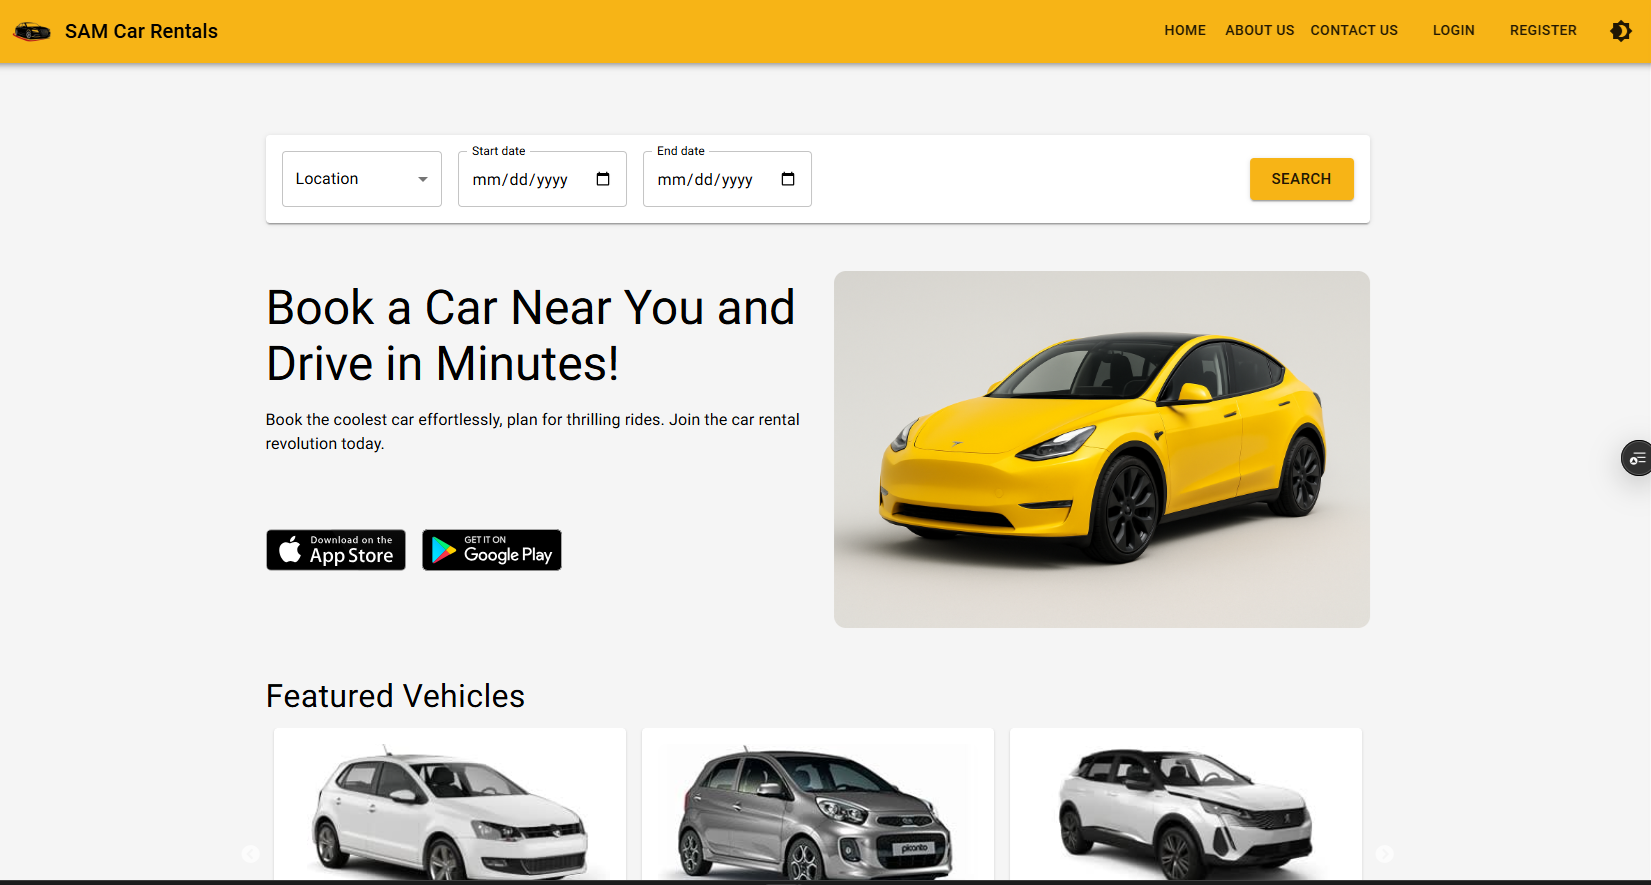 SAM Car Rentals
HOME ABOUT US CONTACT US LOGIN REGISTER
Start date End date
Location mm/dd/yyyy mm/dd/yyyy SEARCH
Book a Car Near You and
Drive in Minutes!
Book the coolest car effortlessly, plan for thrilling rides. Join the car rental
revolution today.
Download on the
App Store
GET IT ON
Google Play
Featured Vehicles
picanto